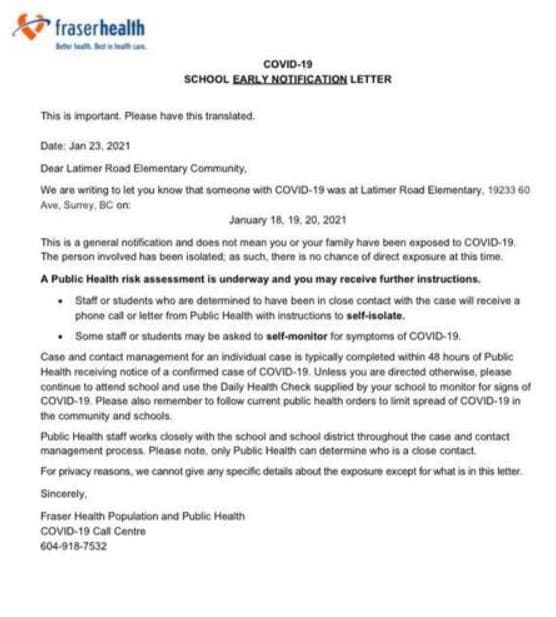 fraserhealth
Better health. Best in health care.
COVID-19
SCHOOL EARLY NOTIFICATION LETTER
This is important. Please have this translated.
Date: Jan 23, 2021
Dear Latimer Road Elementary Community,
We are writing to let you know that someone with COVID-19 was at Latimer Road Elementary, 19233 60
Ave, Surrey, BC on:
January 18, 19, 20, 2021
This is a general notification and does not mean you or your family have been exposed to COVID-19.
The person involved has been isolated; as such, there is no chance of direct exposure at this time.
A Public Health risk assessment is underway and you may receive further instructions.
• Staff or students who are determined to have been in close contact with the case will receive a
phone call or letter from Public Health with instructions to self-isolate.
• Some staff or students may be asked to self-monitor for symptoms of COVID-19.
Case and contact management for an individual case is typically completed within 48 hours of Public
Health receiving notice of a confirmed case of COVID-19. Unless you are directed otherwise, please
continue to attend school and use the Daily Health Check supplied by your school to monitor for signs of
COVID-19. Please also remember to follow current public health orders to limit spread of COVID-19 in
the community and schools.
Public Health staff works closely with the school and school district throughout the case and contact
management process. Please note, only Public Health can determine who is a close contact.
For privacy reasons, we cannot give any specific details about the exposure except for what is in this letter.
Sincerely,
Fraser Health Population and Public Health
COVID-19 Call Centre
604-918-7532